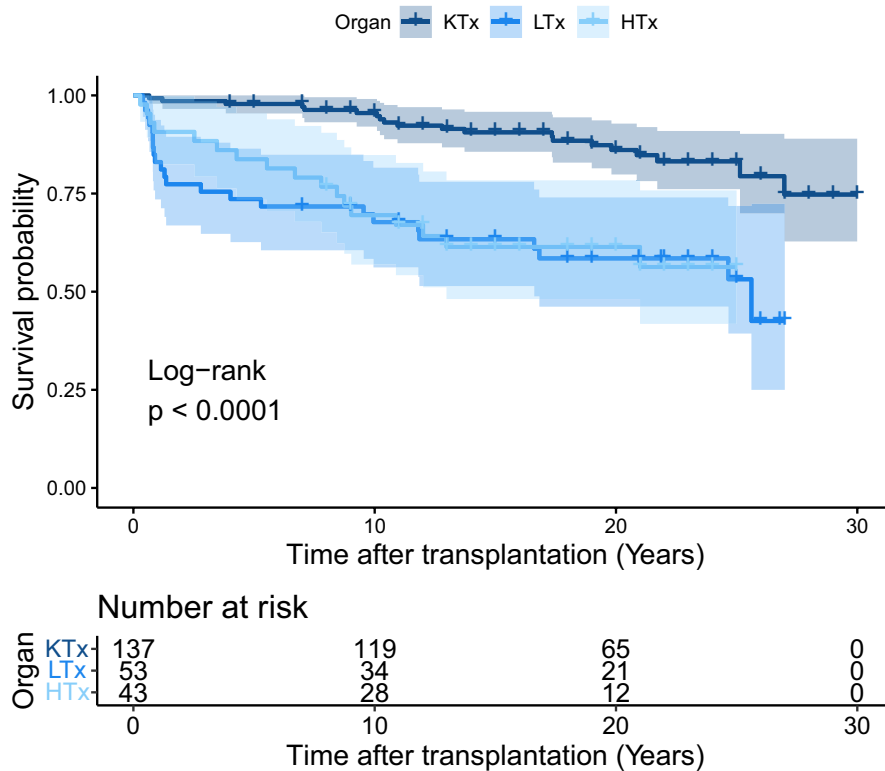 Organ KTx LTx HTx
1.00
0.75
0.50
0.25
0.00
Survival probability
Log−rank
p < 0.0001
0 10 20 30
Time after transplantation (Years)
Number at risk
Organ
KTx 137 119 65 0
LTx 53 34 21 0
HTx 43 28 12 0
0 10 20 30
Time after transplantation (Years)